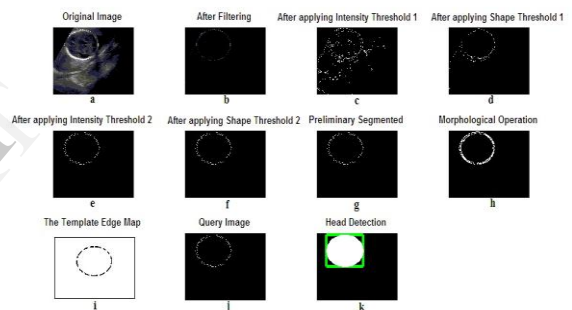 Original Image
After Filtering
After applying Intensity Threshold 1
After applying Shape Threshold 1
a
b
c
d
After applying Intensity Threshold 2
After applying Shape Threshold 2
Preliminary Segmented
Morphological Operation
e
f
g
h
The Template Edge Map
Query Image
Head Detection
i
j
k